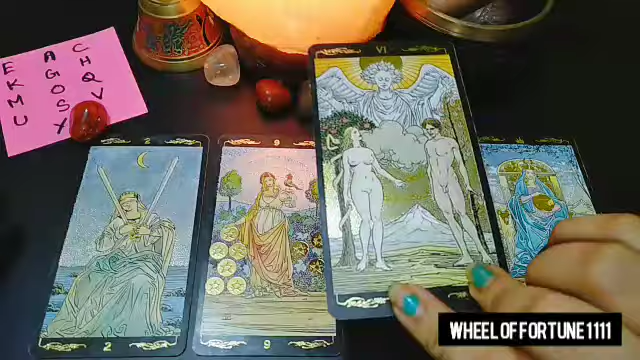 E A C
K G H
M O Q
U S V
Y
VI
2
9
2
9
WHEEL OF FORTUNE 1111